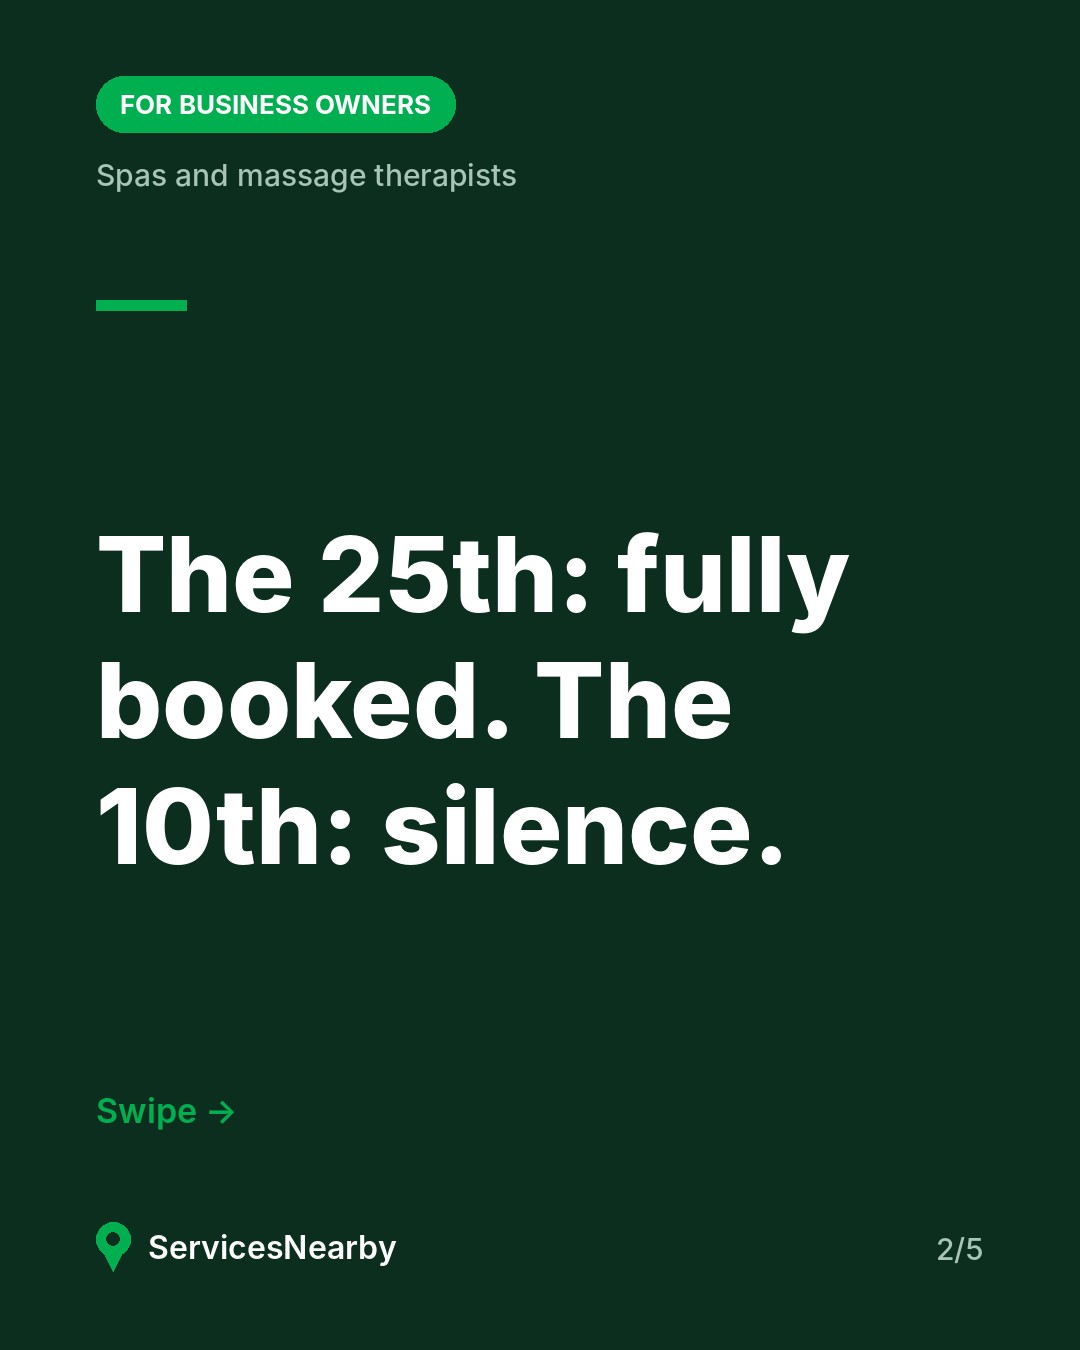 FOR BUSINESS OWNERS
Spas and massage therapists
The 25th: fully
booked. The
10th: silence.
Swipe →
ServicesNearby
2/5